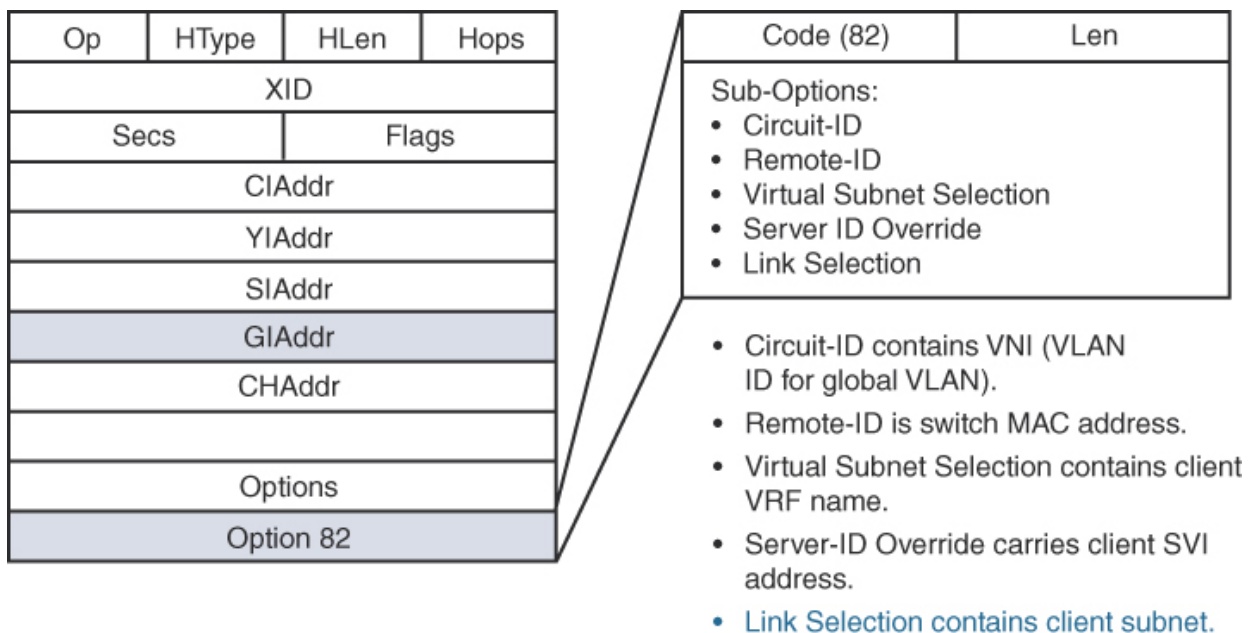 Op HType HLen Hops
XID
Secs Flags
CIAddr
YIAddr
SIAddr
GIAddr
CHAddr
Options
Option 82
Code (82) Len
Sub-Options:
• Circuit-ID
• Remote-ID
• Virtual Subnet Selection
• Server ID Override
• Link Selection
• Circuit-ID contains VNI (VLAN
ID for global VLAN).
• Remote-ID is switch MAC address.
• Virtual Subnet Selection contains client
VRF name.
• Server-ID Override carries client SVI
address.
• Link Selection contains client subnet.